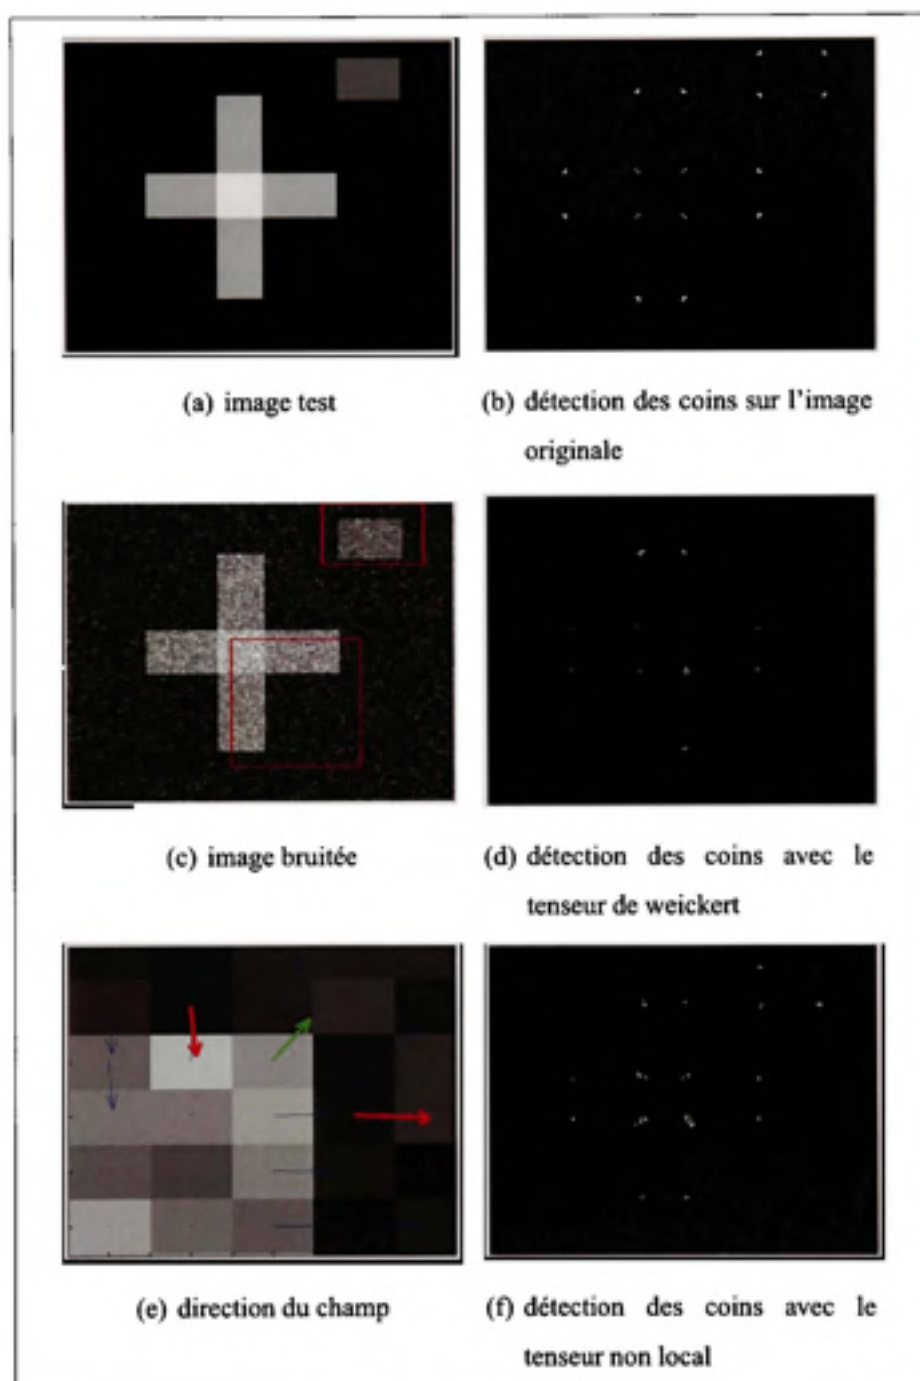 (a) image test
(b) détection des coins sur l'image
originale
(c) image bruitée
(d) détection des coins avec le
tenseur de weickert
(e) direction du champ
(f) détection des coins avec le
tenseur non local